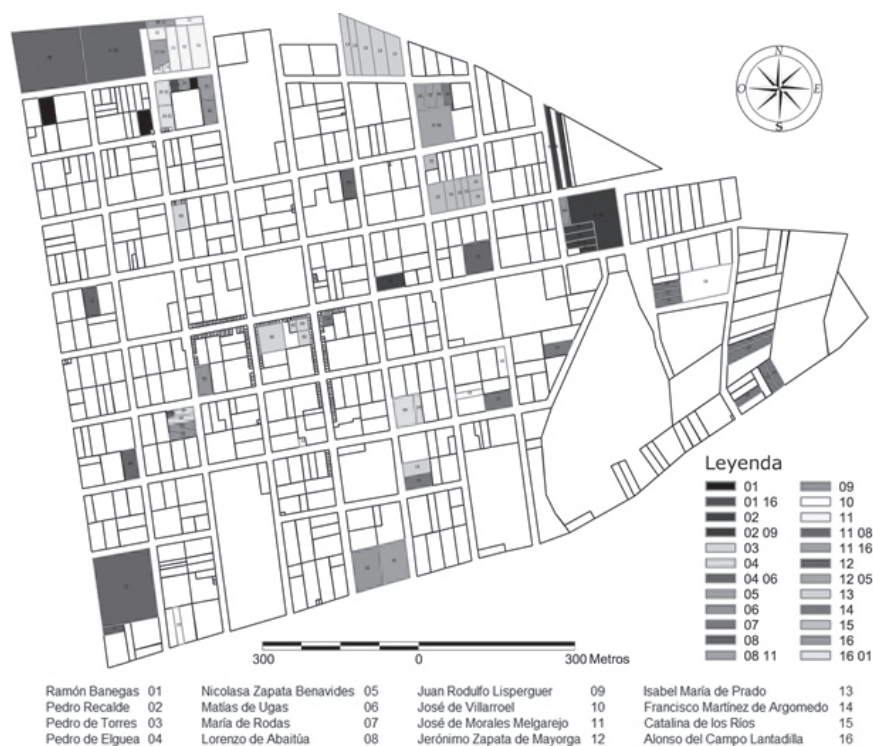 N
O
E
S
Leyenda
01 09
01 16 10
02 11
02 09 11 08
03 11 16
04 12
04 06 12 05
05 13
06 14
07 15
08 16
08 11 16 01
300 0 300 Metros
Ramón Banegas 01 Nicolasa Zapata Benavides 05 Juan Rodulfo Lisperguer 09 Isabel María de Prado 13
Pedro Recalde 02 Matías de Ugas 06 José de Villarroel 10 Francisco Martínez de Argomedo 14
Pedro de Torres 03 María de Rodas 07 José de Morales Melgarejo 11 Catalina de los Ríos 15
Pedro de Elguea 04 Lorenzo de Abaitúa 08 Jerónimo Zapata de Mayorga 12 Alonso del Campo Lantadilla 16